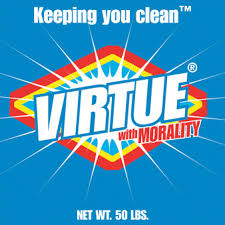 Keeping you clean™
VIRTUE®
with MORALITY
NET WT. 50 LBS.